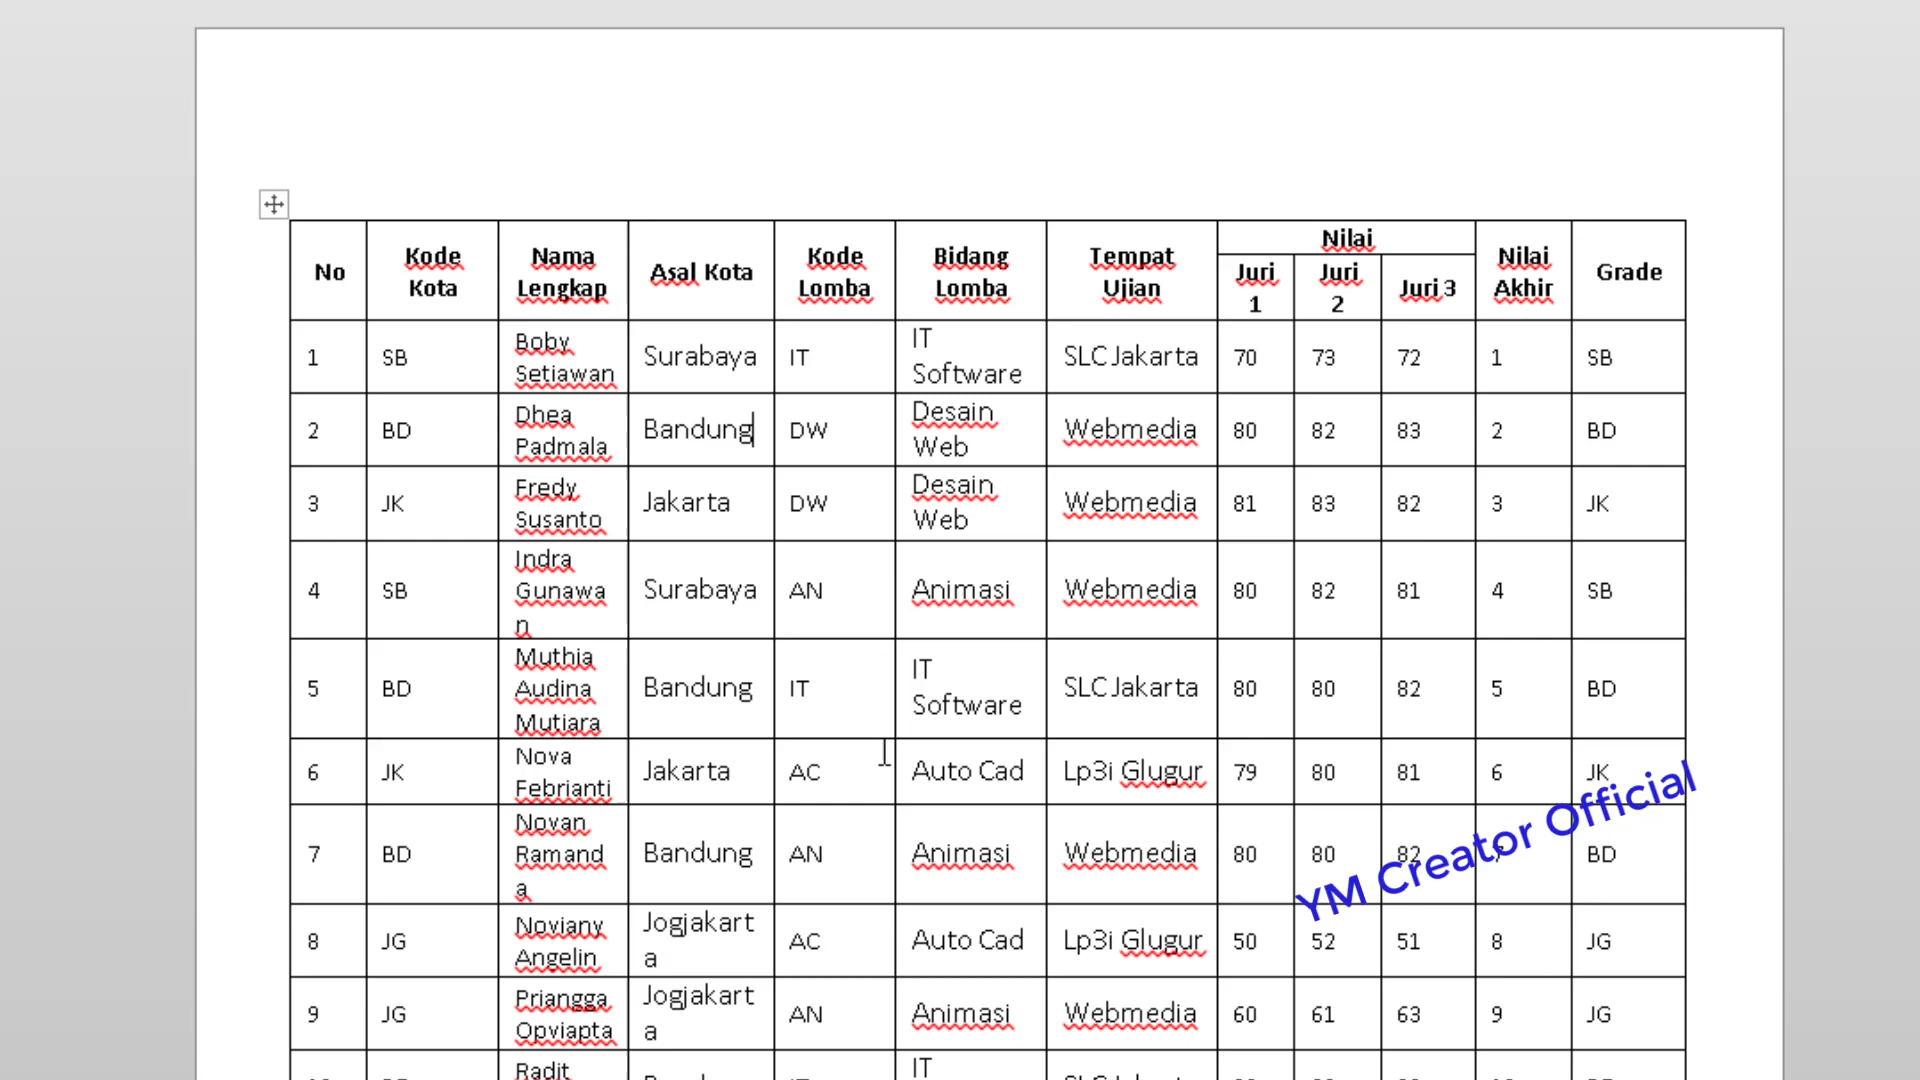 No Kode Kota Nama Lengkap Asal Kota Kode Lomba Bidang Lomba Tempat Ujian Nilai Juri 1 Juri 2 Juri 3 Nilai Akhir Grade
1 SB Boby Setiawan Surabaya IT IT Software SLC Jakarta 70 73 72 1 SB
2 BD Dhea Padmala Bandung DW Desain Web Webmedia 80 82 83 2 BD
3 JK Fredy Susanto Jakarta DW Desain Web Webmedia 81 83 82 3 JK
4 SB Indra Gunawan Surabaya AN Animasi Webmedia 80 82 81 4 SB
5 BD Muthia Audina Mutiara Bandung IT IT Software SLC Jakarta 80 80 82 5 BD
6 JK Nova Febrianti Jakarta AC Auto Cad Lp3i Glugur 79 80 81 6 JK
7 BD Novan Ramanda Bandung AN Animasi Webmedia 80 80 82 7 BD
YM Creator Official
8 JG Noviany Angelin Jogjakarta AC Auto Cad Lp3i Glugur 50 52 51 8 JG
9 JG Priangga Opviapta Jogjakarta AN Animasi Webmedia 60 61 63 9 JG
Radit IT